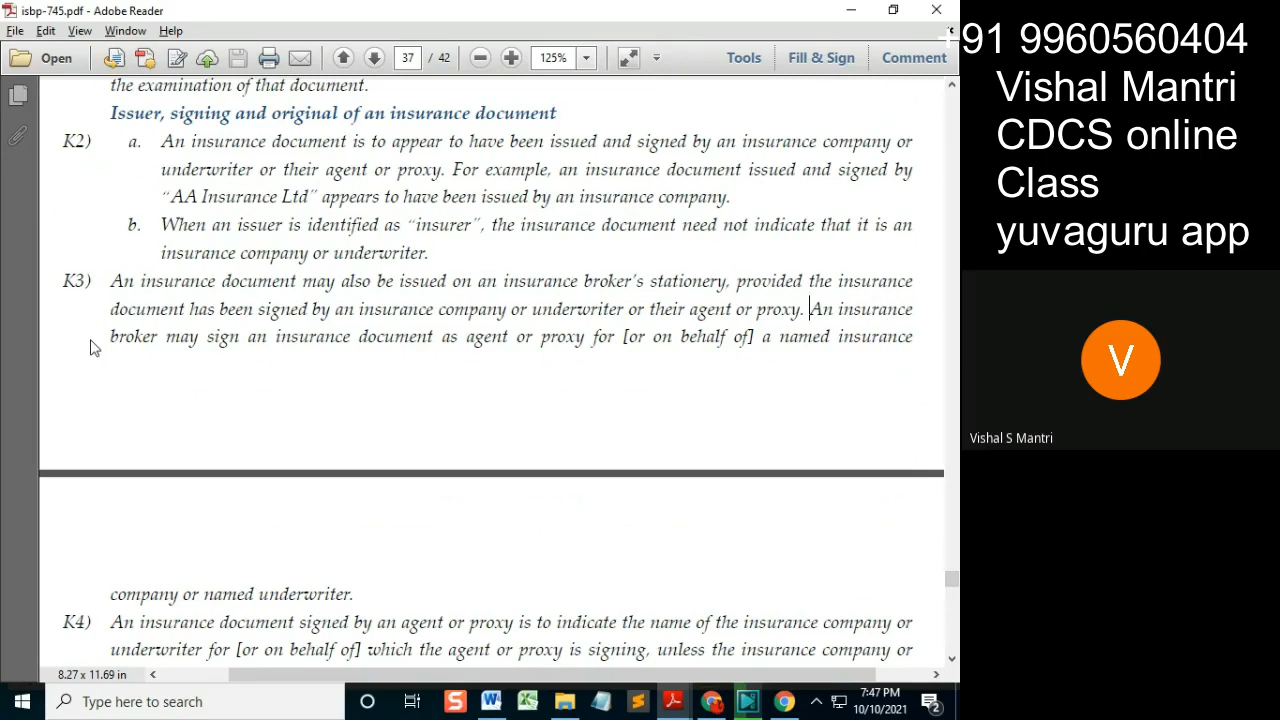 isbp-745.pdf - Adobe Reader
File Edit View Window Help
Open 37 / 42 125% Tools Fill & Sign Comment
the examination of that document.
Issuer, signing and original of an insurance document
K2) a. An insurance document is to appear to have been issued and signed by an insurance company or
underwriter or their agent or proxy. For example, an insurance document issued and signed by
“AA Insurance Ltd” appears to have been issued by an insurance company.
b. When an issuer is identified as “insurer”, the insurance document need not indicate that it is an
insurance company or underwriter.
K3) An insurance document may also be issued on an insurance broker’s stationery, provided the insurance
document has been signed by an insurance company or underwriter or their agent or proxy. An insurance
broker may sign an insurance document as agent or proxy for [or on behalf of] a named insurance
company or named underwriter.
K4) An insurance document signed by an agent or proxy is to indicate the name of the insurance company or
underwriter for [or on behalf of] which the agent or proxy is signing, unless the insurance company or
8.27 x 11.69 in
Type here to search
7:47 PM
10/10/2021
2
+91 9960560404
Vishal Mantri
CDCS online
Class
yuvaguru app
V
Vishal S Mantri